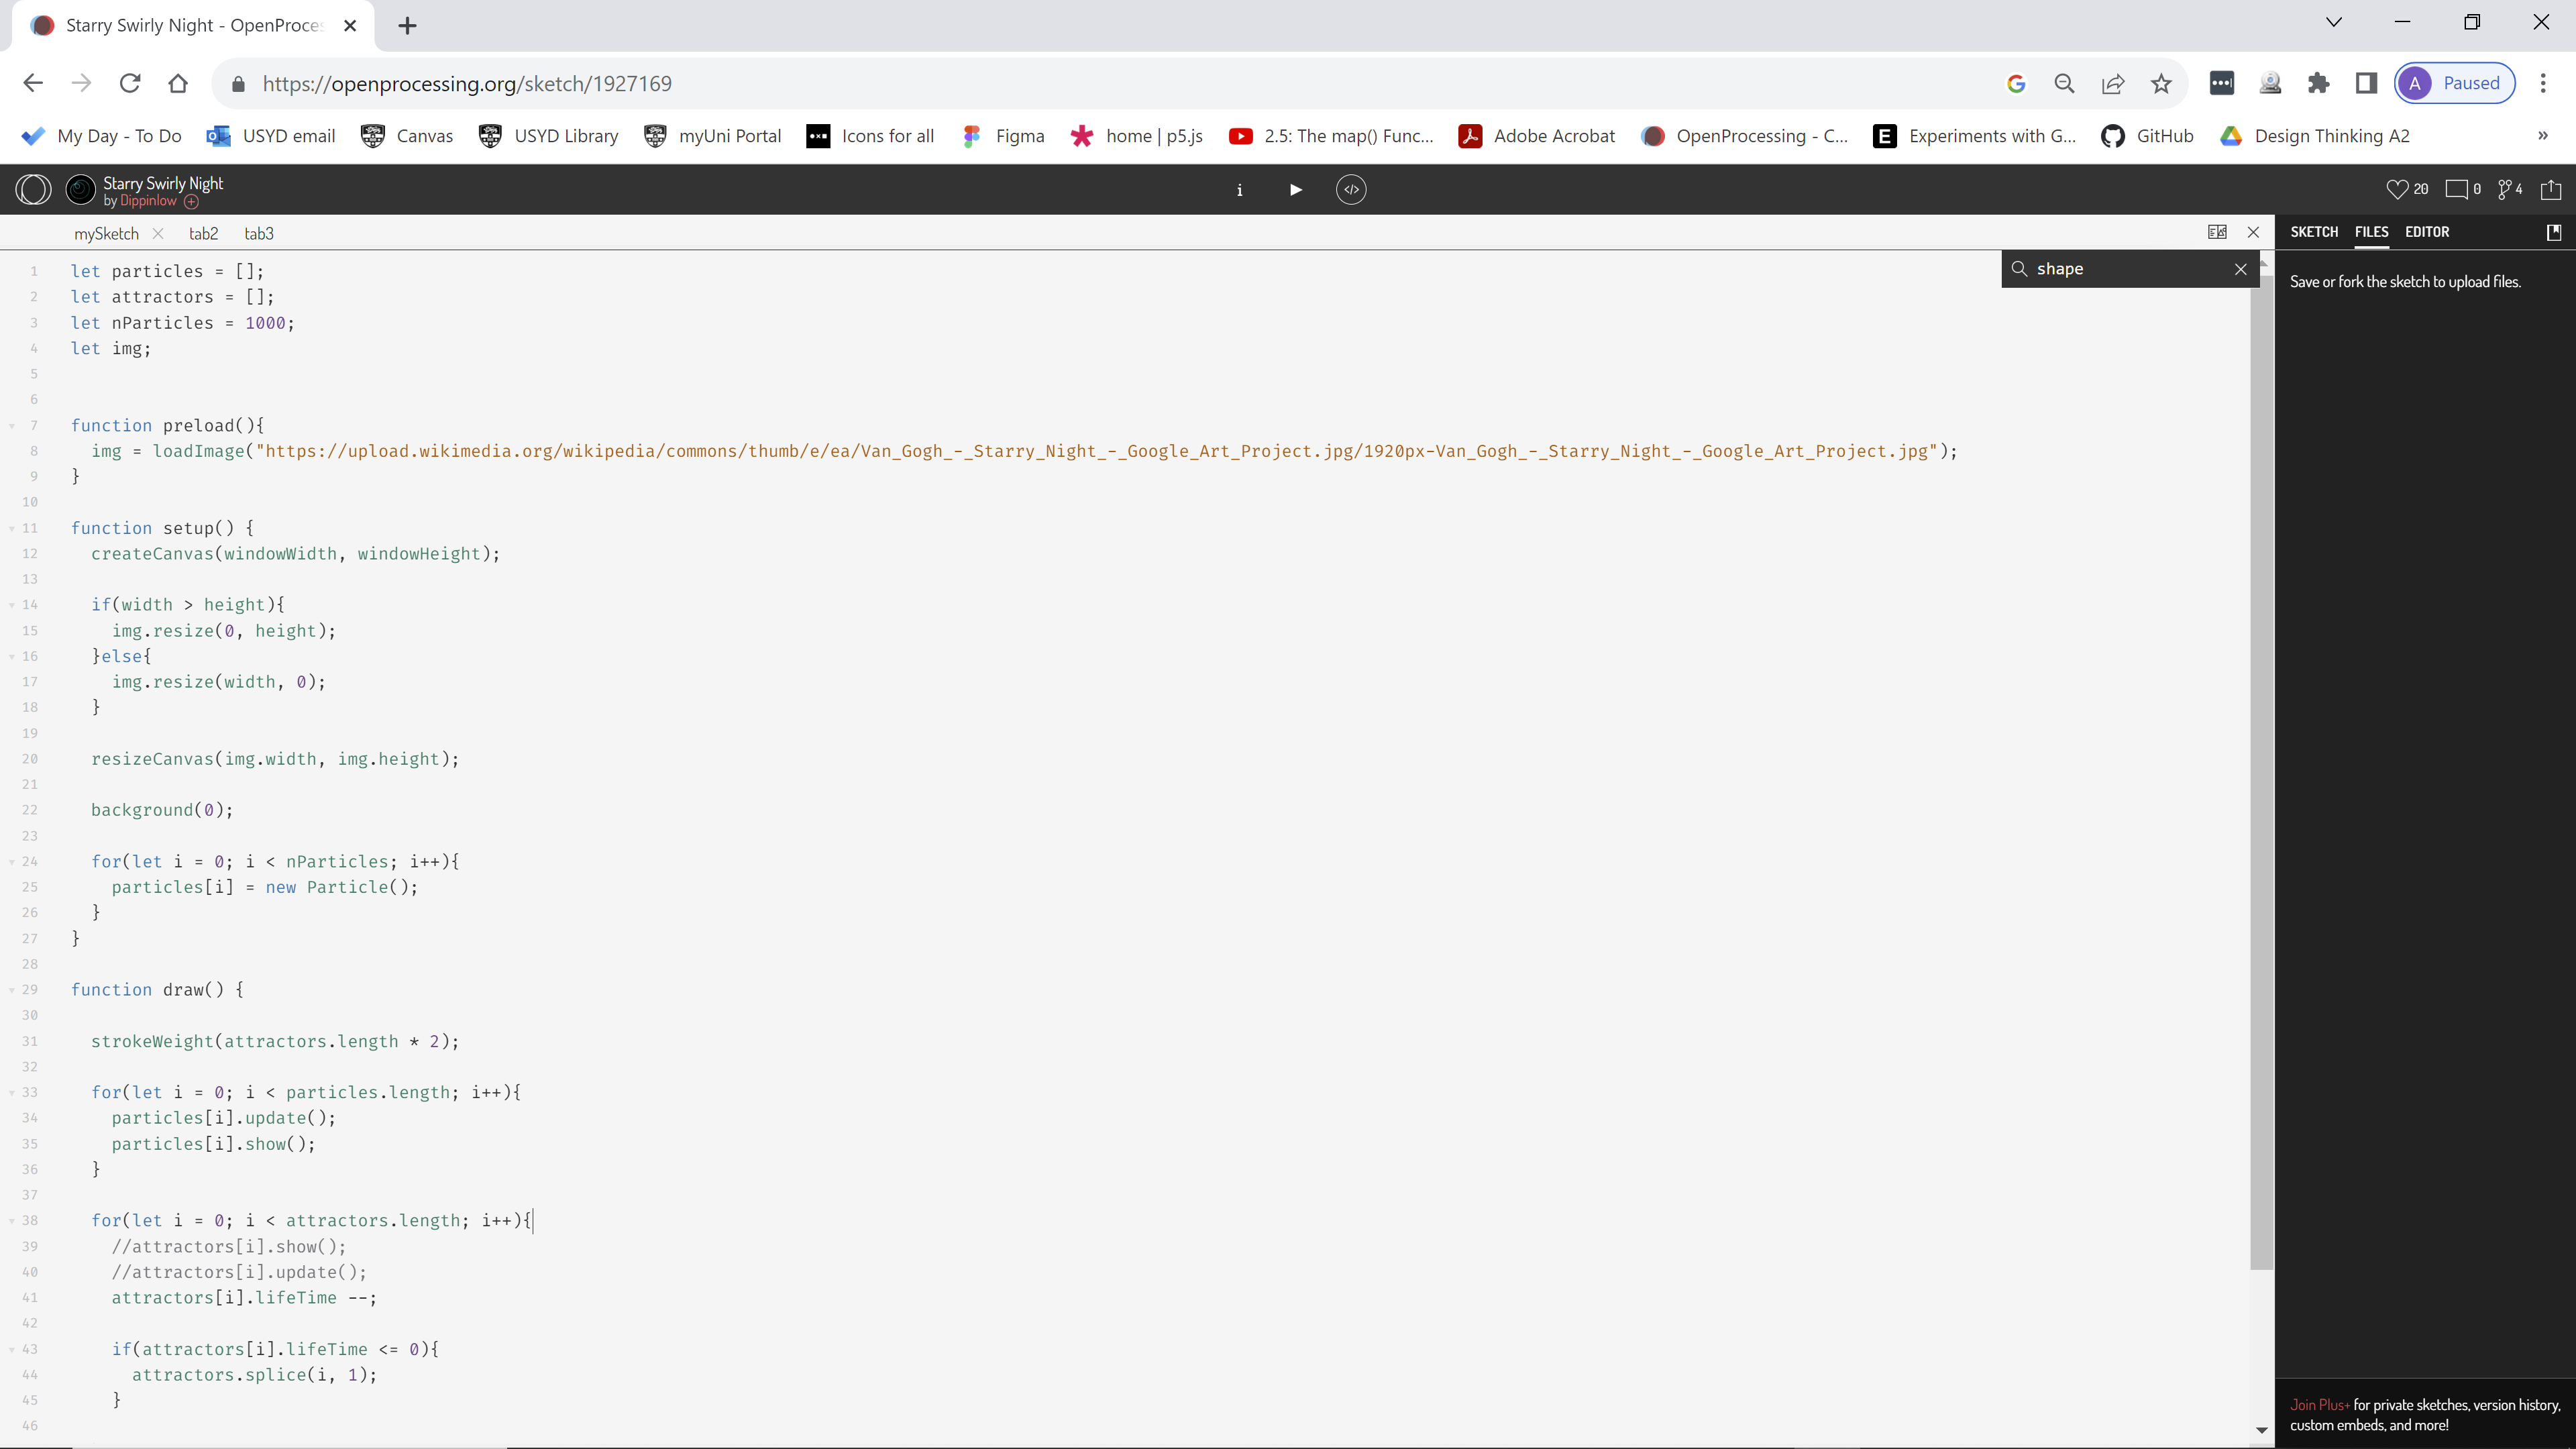 Starry Swirly Night - OpenProces
https://openprocessing.org/sketch/1927169
A Paused
My Day - To Do USYD email Canvas USYD Library myUni Portal Icons for all Figma home | p5.js 2.5: The map() Func... Adobe Acrobat OpenProcessing - C... Experiments with G... GitHub Design Thinking A2 »
Starry Swirly Night
by Dippinlow
i </> 20 0 4
mySketch tab2 tab3
SKETCH FILES EDITOR
shape
Save or fork the sketch to upload files.
1 let particles = [];
2 let attractors = [];
3 let nParticles = 1000;
4 let img;
5
6
7 function preload(){
8 img = loadImage("https://upload.wikimedia.org/wikipedia/commons/thumb/e/ea/Van_Gogh_-_Starry_Night_-_Google_Art_Project.jpg/1920px-Van_Gogh_-_Starry_Night_-_Google_Art_Project.jpg");
9 }
10
11 function setup() {
12 createCanvas(windowWidth, windowHeight);
13
14 if(width > height){
15 img.resize(0, height);
16 }else{
17 img.resize(width, 0);
18 }
19
20 resizeCanvas(img.width, img.height);
21
22 background(0);
23
24 for(let i = 0; i < nParticles; i++){
25 particles[i] = new Particle();
26 }
27 }
28
29 function draw() {
30
31 strokeWeight(attractors.length * 2);
32
33 for(let i = 0; i < particles.length; i++){
34 particles[i].update();
35 particles[i].show();
36 }
37
38 for(let i = 0; i < attractors.length; i++){
39 //attractors[i].show();
40 //attractors[i].update();
41 attractors[i].lifeTime --;
42
43 if(attractors[i].lifeTime <= 0){
44 attractors.splice(i, 1);
45 }
46
Join Plus+ for private sketches, version history,
custom embeds, and more!